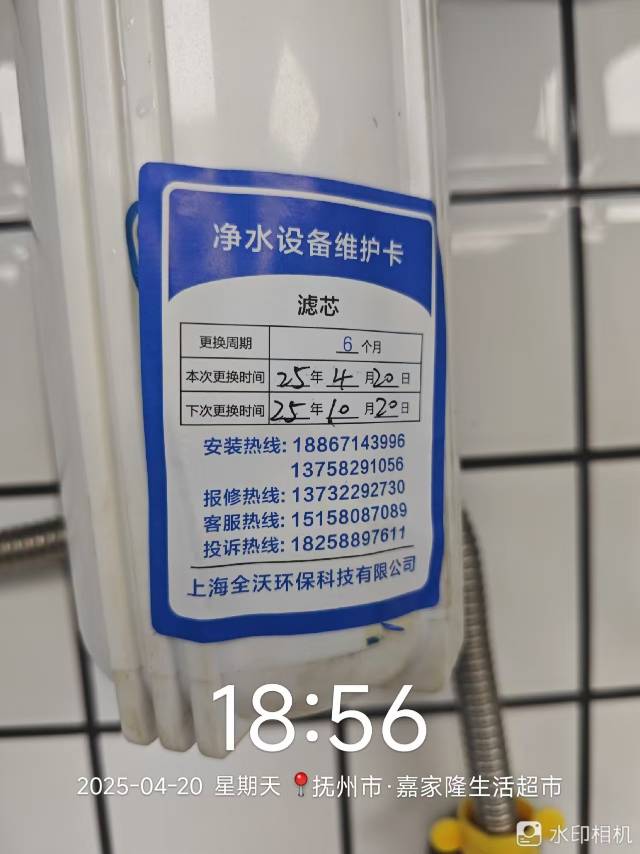 净水设备维护卡
滤芯
更换周期 6 个月
本次更换时间 25 年 4 月 20 日
下次更换时间 25 年 10 月 20 日
安装热线: 18867143996
13758291056
报修热线: 13732292730
客服热线: 15158087089
投诉热线: 18258897611
上海全沃环保科技有限公司
18:56
2025-04-20 星期天 📍抚州市·嘉家隆生活超市
水印相机